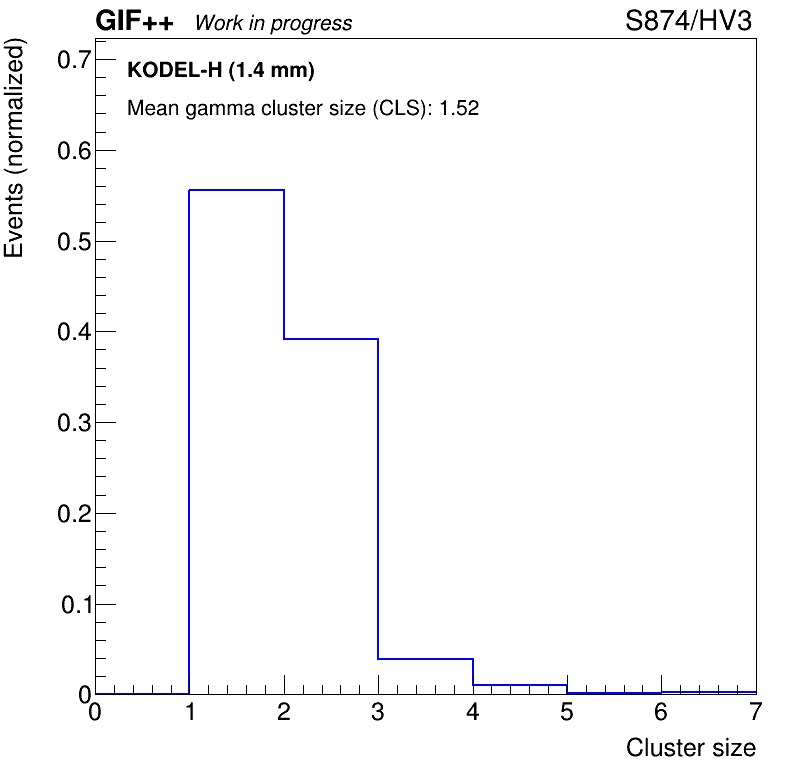 GIF++ Work in progress S874/HV3
KODEL-H (1.4 mm)
Mean gamma cluster size (CLS): 1.52
Events (normalized)
0.7
0.6
0.5
0.4
0.3
0.2
0.1
0
0 1 2 3 4 5 6 7
Cluster size